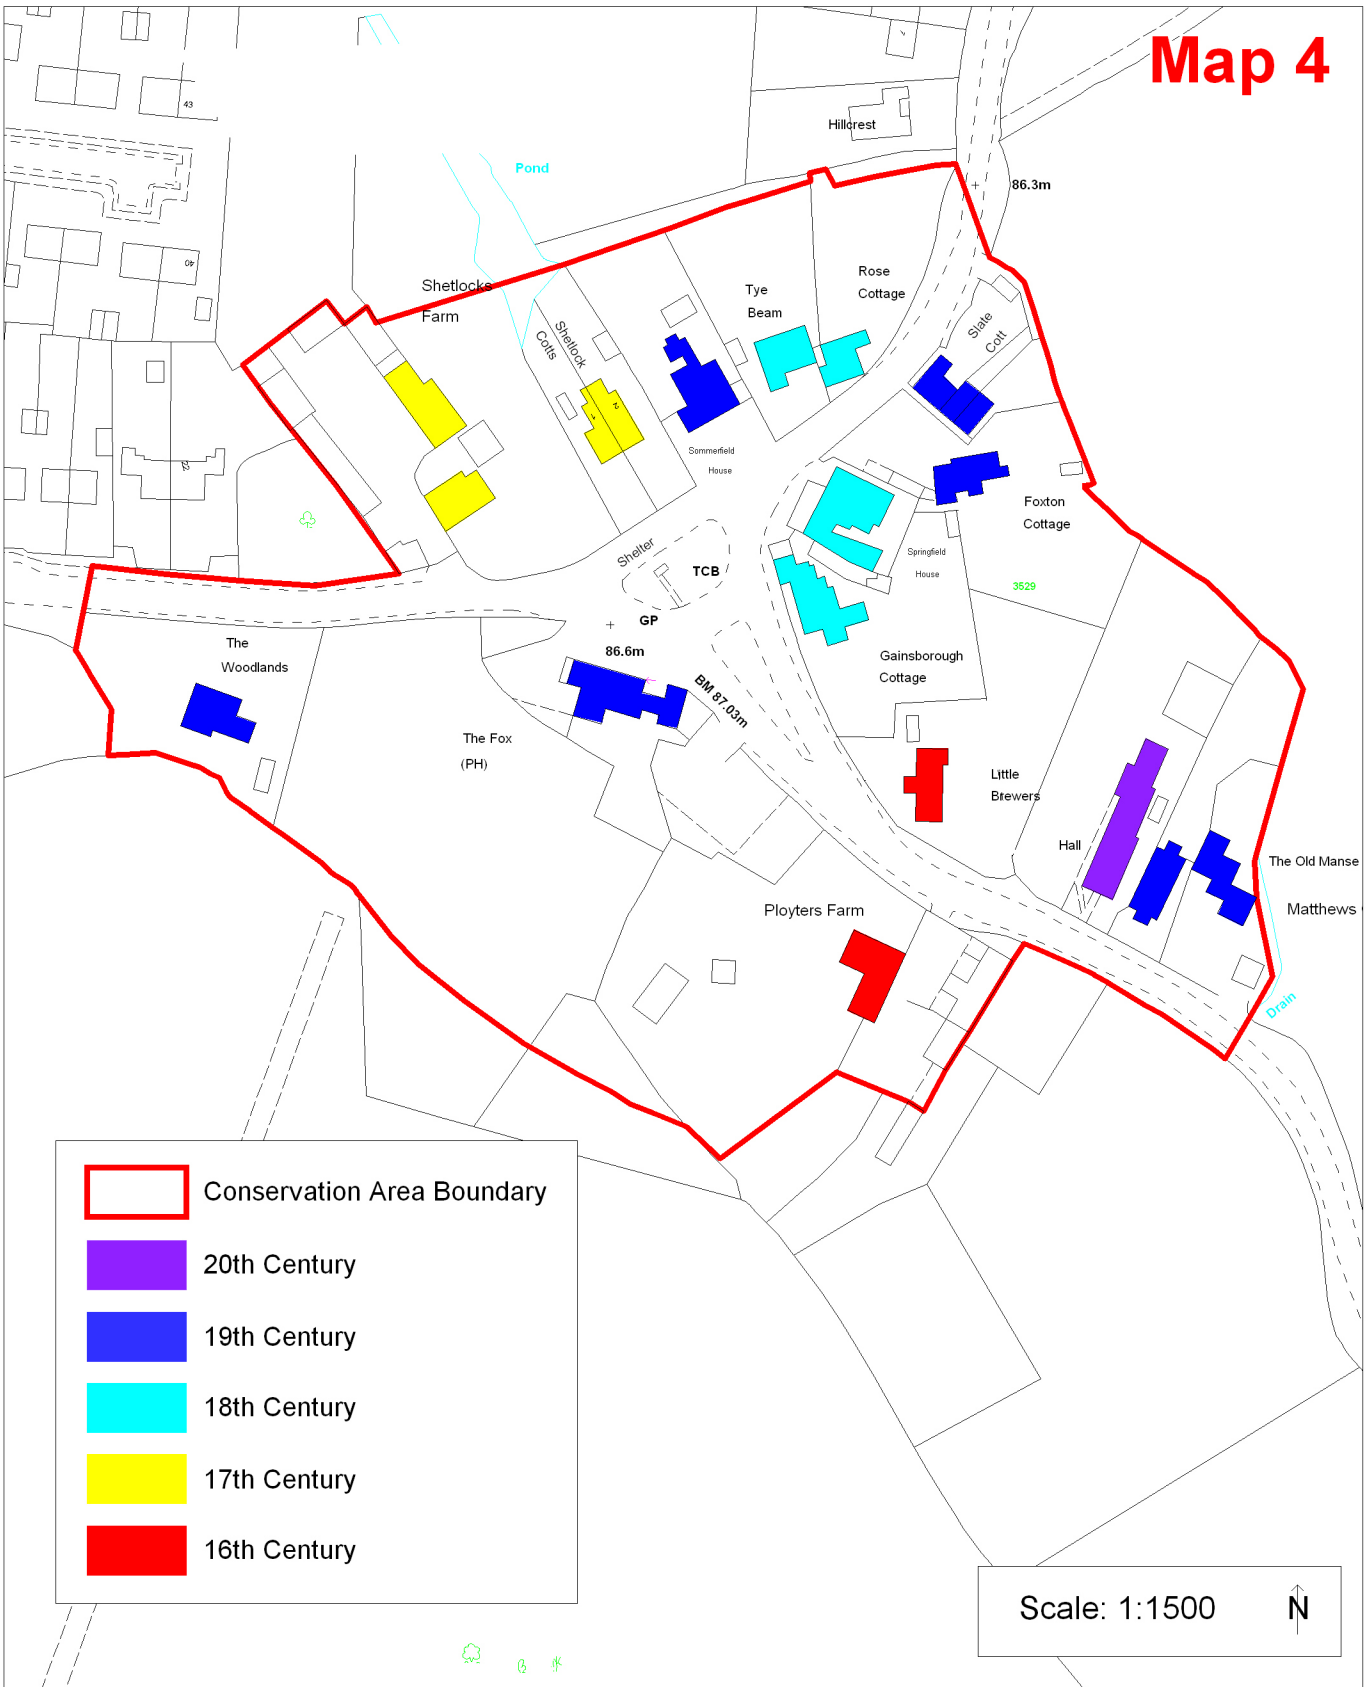 Map 4
43
Hillcrest
Pond
86.3m
40
Shetlocks
Farm
Rose
Cottage
Tye
Beam
Shetlock
Cotts
Slate
Cott
1
2
22
Sommerfield
House
Foxton
Cottage
Springfield
House
Shelter
TCB
3529
GP
86.6m
The
Woodlands
Gainsborough
Cottage
BM 87.03m
The Fox
(PH)
Little
Brewers
Hall
The Old Manse
Matthews
Ployters Farm
Drain
Conservation Area Boundary
20th Century
19th Century
18th Century
17th Century
16th Century
Scale: 1:1500
N